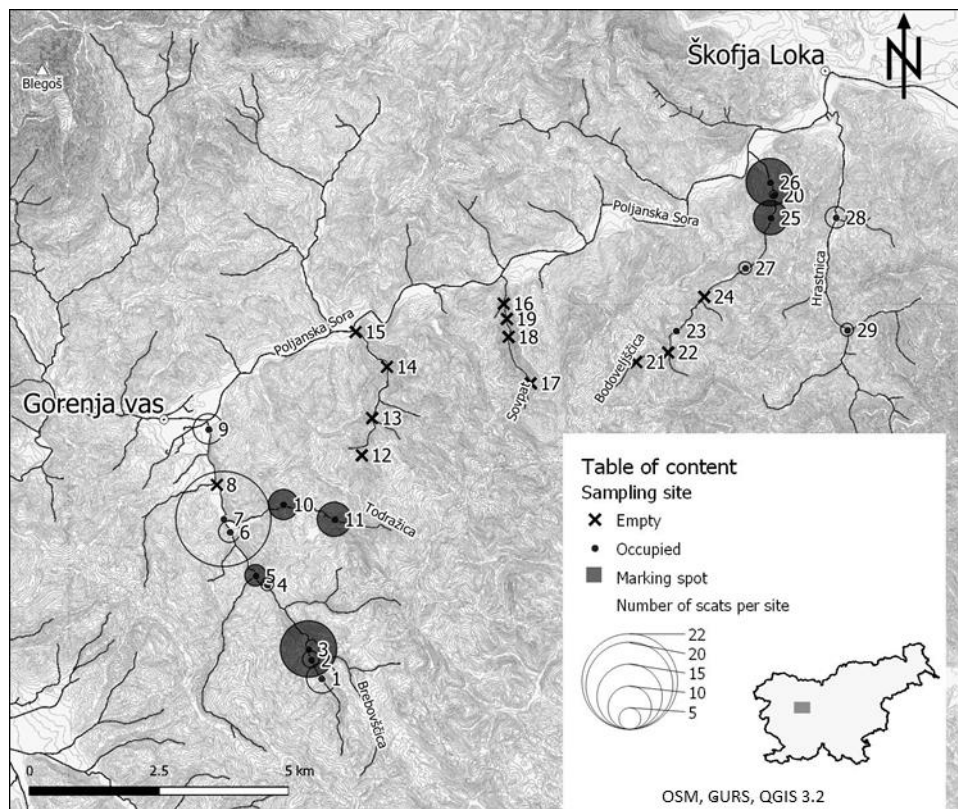 Škofja Loka
N
Blegoš
26
20
Poljanska Sora
25
28
27
Hrastnica
24
16
19
23
29
Poljanska Sora
15
18
22
21
14
17
Bodoveljščica
Sovpat
Gorenja vas
13
9
12
8
10
7
11
Todražica
6
5
4
3
2
1
Brebovščica
0
2.5
5 km
Table of content
Sampling site
Empty
Occupied
Marking spot
Number of scats per site
22
20
15
10
5
OSM, GURS, QGIS 3.2